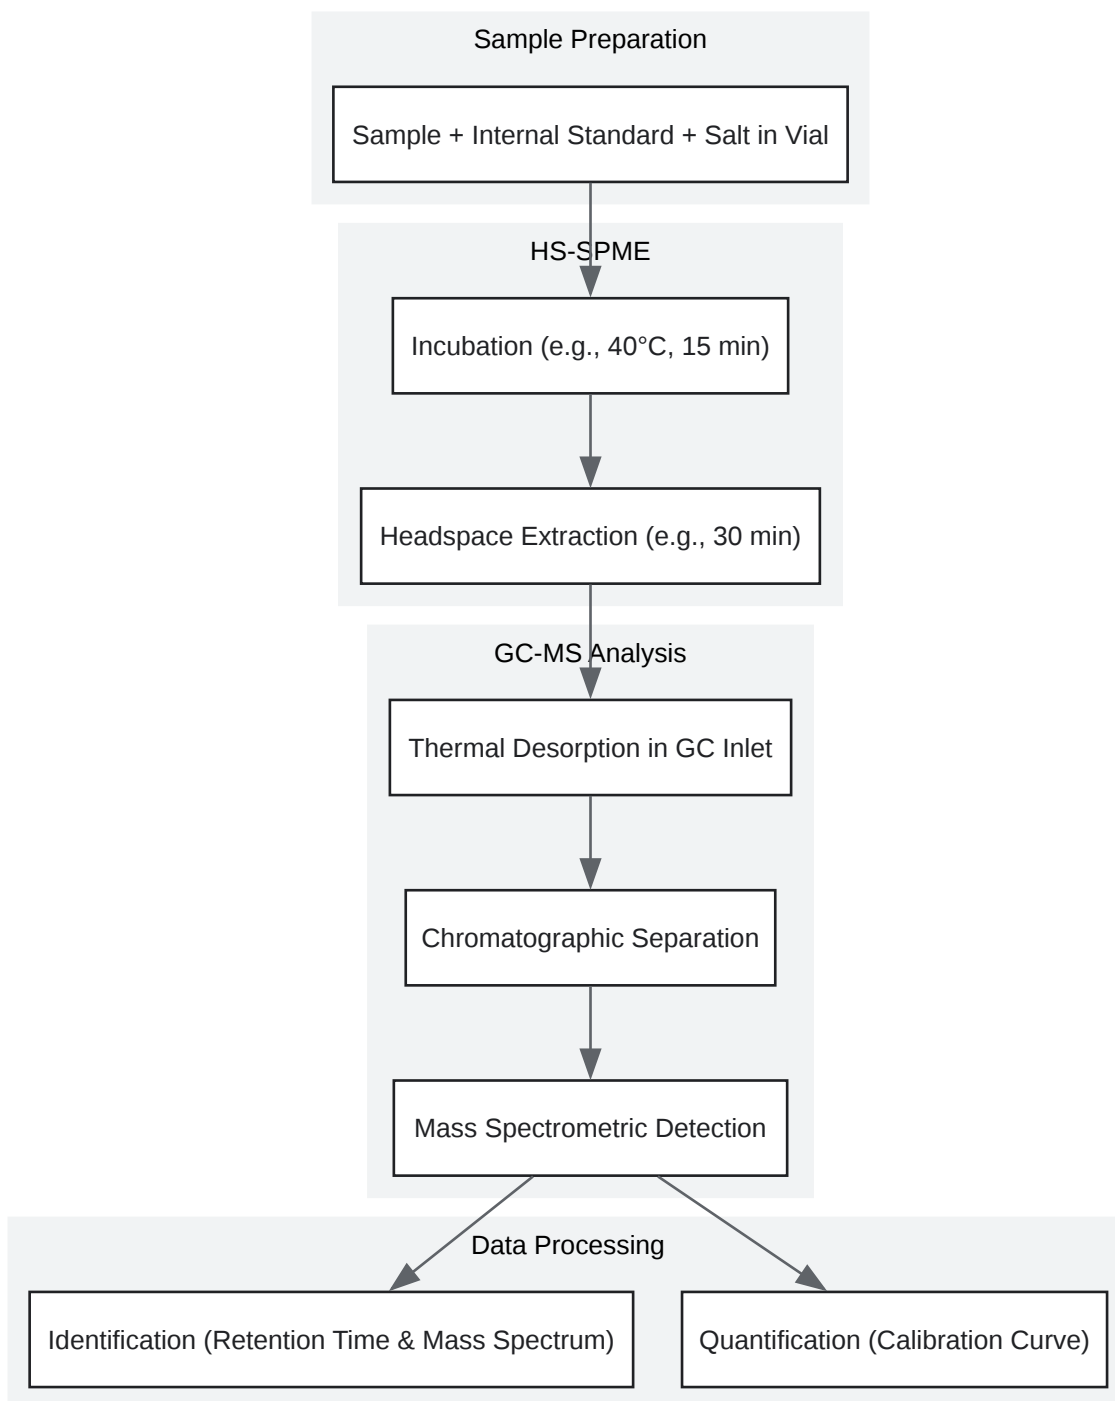 Sample Preparation
Sample + Internal Standard + Salt in Vial
HS-SPME
Incubation (e.g., 40°C, 15 min)
Headspace Extraction (e.g., 30 min)
GC-MS Analysis
Thermal Desorption in GC Inlet
Chromatographic Separation
Mass Spectrometric Detection
Data Processing
Identification (Retention Time & Mass Spectrum)
Quantification (Calibration Curve)